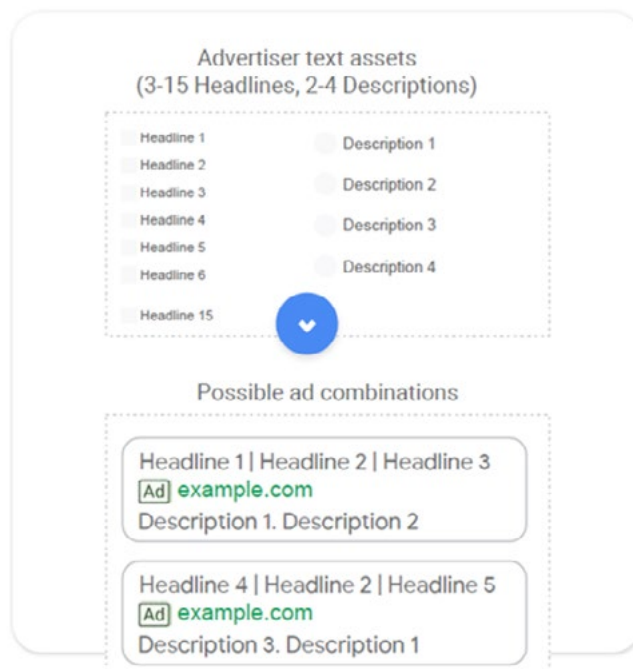 Advertiser text assets
(3-15 Headlines, 2-4 Descriptions)
Headline 1
Headline 2
Headline 3
Headline 4
Headline 5
Headline 6
Headline 15
Description 1
Description 2
Description 3
Description 4
Possible ad combinations
Headline 1 | Headline 2 | Headline 3
Ad example.com
Description 1. Description 2
Headline 4 | Headline 2 | Headline 5
Ad example.com
Description 3. Description 1